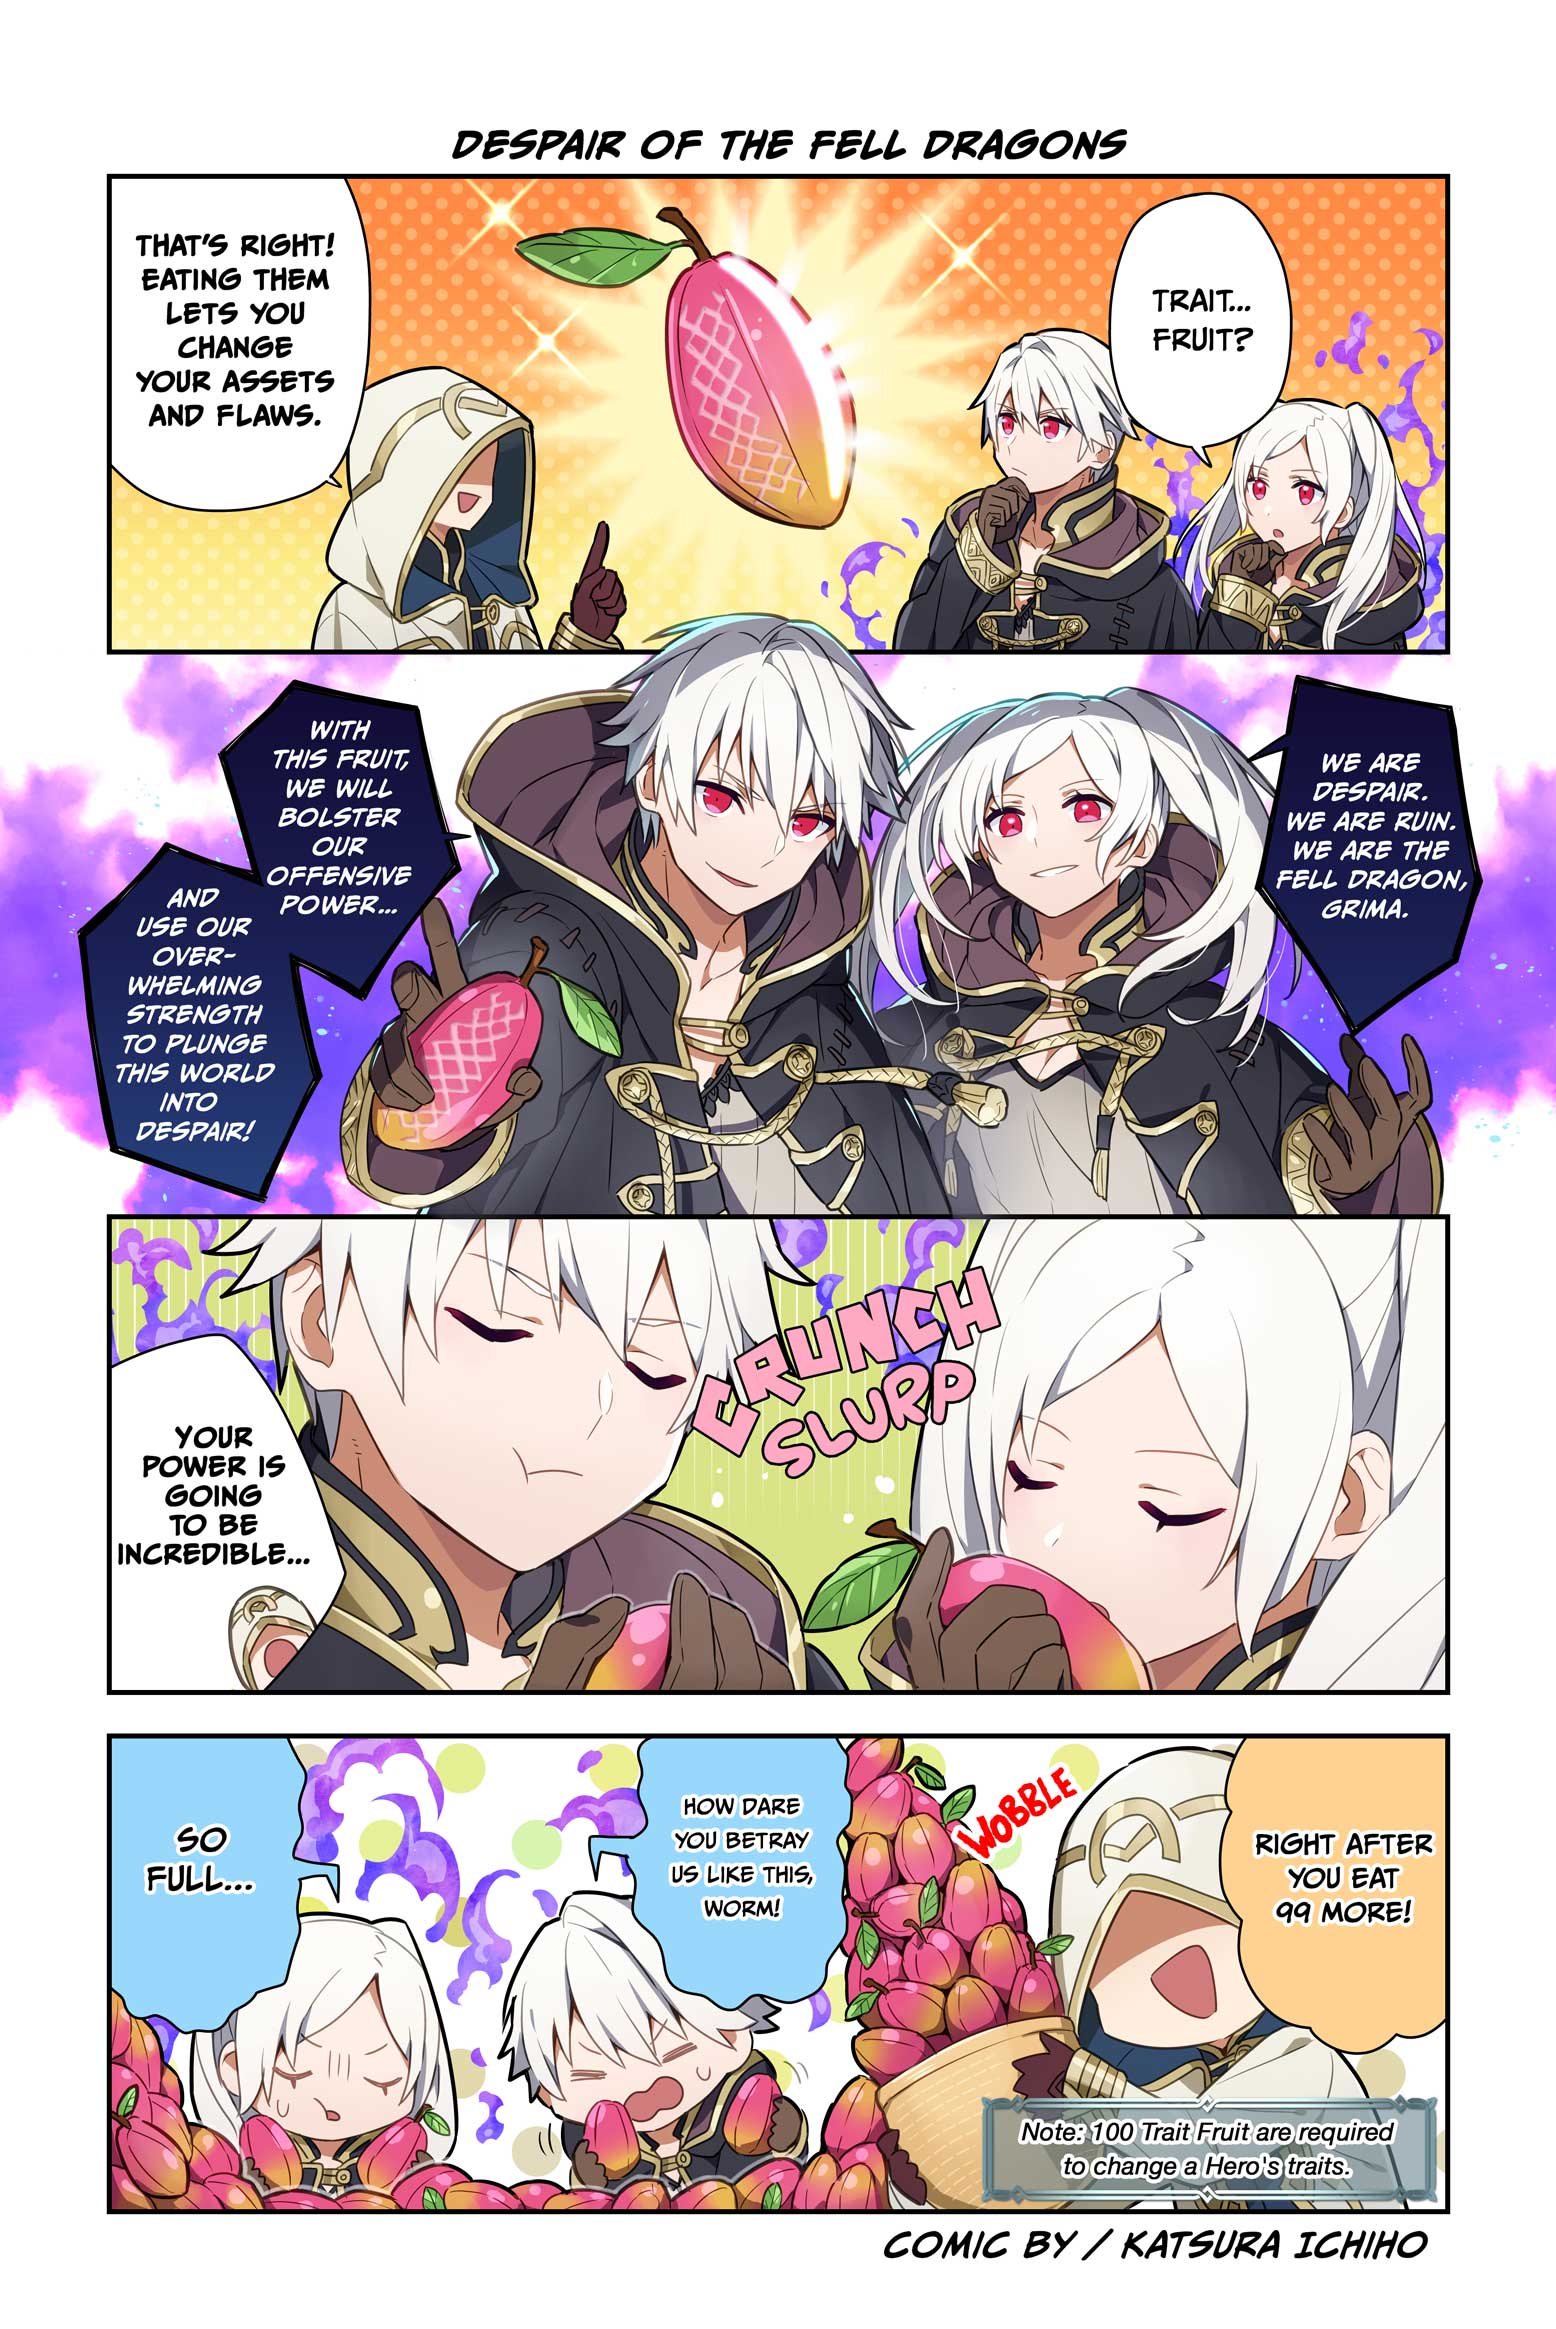 DESPAIR OF THE FELL DRAGONS
THAT'S RIGHT!
EATING THEM
LETS YOU
CHANGE
YOUR ASSETS
AND FLAWS.
TRAIT...
FRUIT?
WE ARE
DESPAIR.
WE ARE RUIN.
WE ARE THE
FELL DRAGON,
GRIMA.
WITH
THIS FRUIT,
WE WILL
BOLSTER
OUR
OFFENSIVE
POWER...
AND
USE OUR
OVER-
WHELMING
STRENGTH
TO PLUNGE
THIS WORLD
INTO
DESPAIR!
CRUNCH
SLURP
YOUR
POWER IS
GOING
TO BE
INCREDIBLE...
RIGHT AFTER
YOU EAT
99 MORE!
WOBBLE
HOW DARE
YOU BETRAY
US LIKE THIS,
WORM!
SO
FULL...
Note: 100 Trait Fruit are required
to change a Hero's traits.
COMIC BY / KATSURA ICHIHO